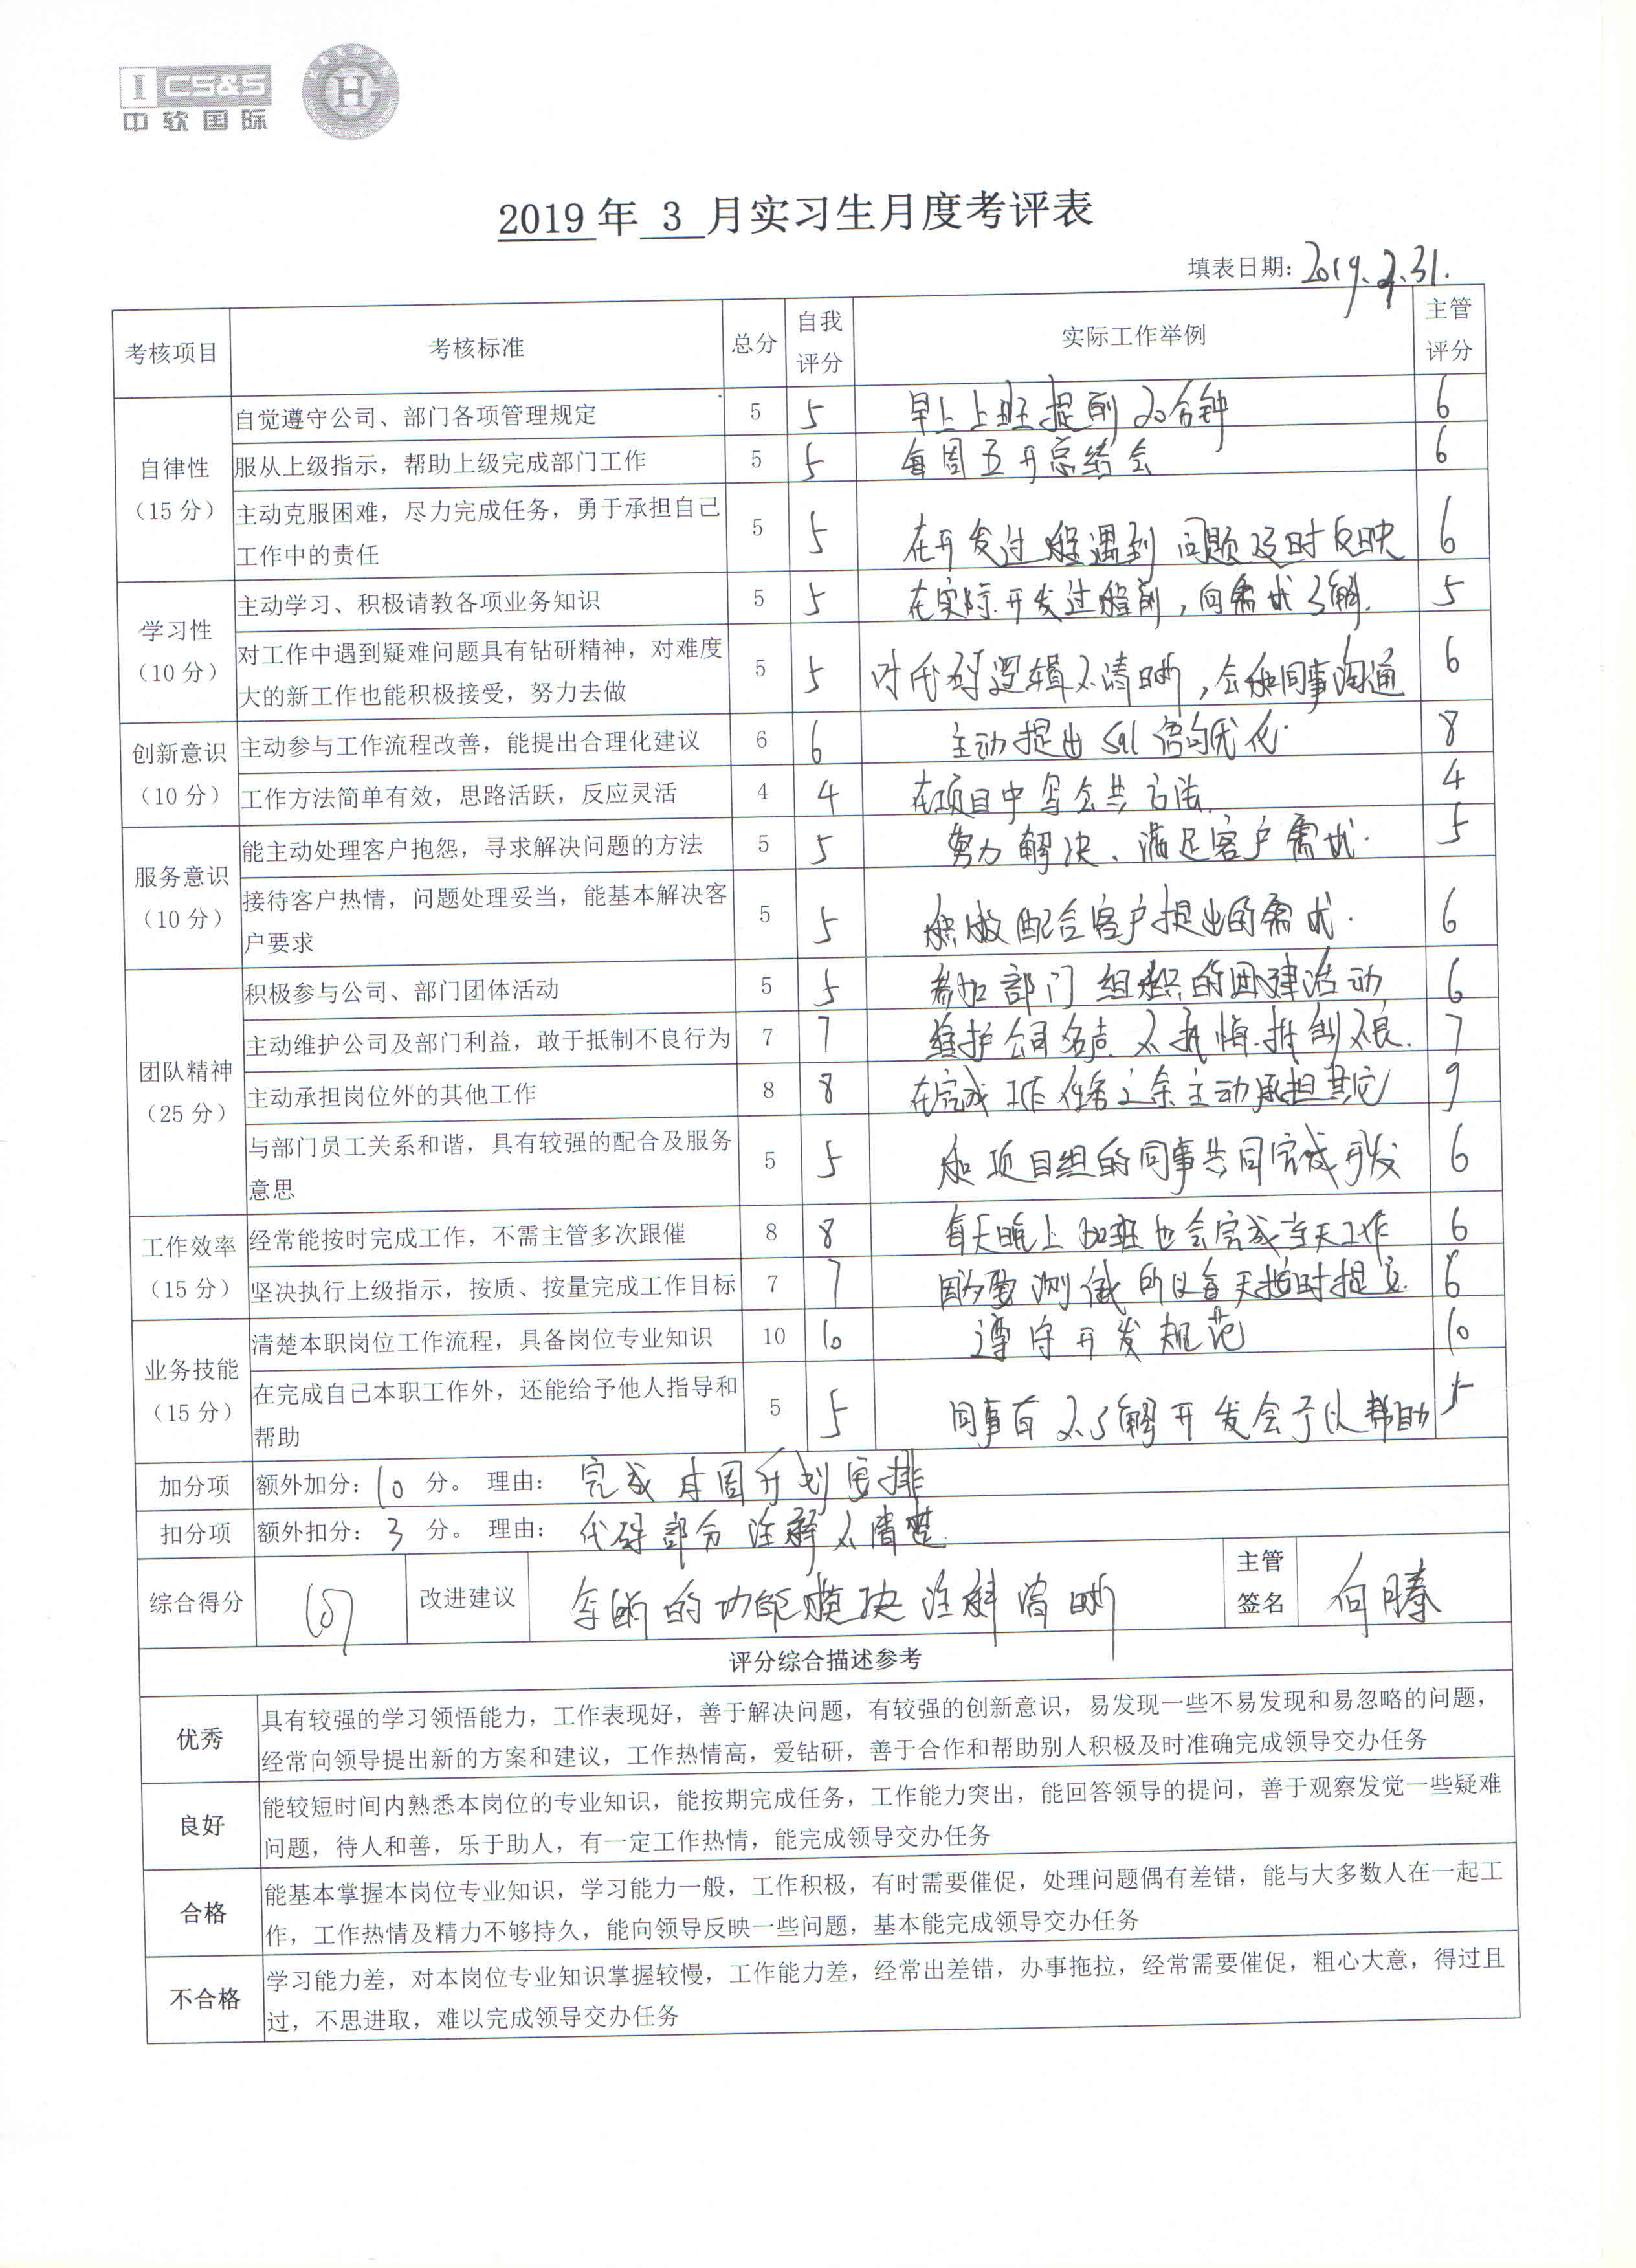 I CS&S
中软国际
2019 年 3 月实习生月度考评表
填表日期: 2019.3.31.
考核项目 考核标准 总分 自我评分 实际工作举例 主管评分
自律性（15 分）
自觉遵守公司、部门各项管理规定 5 5 早上上班提前20分钟 6
服从上级指示，帮助上级完成部门工作 5 5 每周五开总结会 6
主动克服困难，尽力完成任务，勇于承担自己
工作中的责任 5 5 在开发过程遇到问题及时反映 6
学习性（10 分）
主动学习、积极请教各项业务知识 5 5 在实际开发过程前，向需求了解. 5
对工作中遇到疑难问题具有钻研精神，对难度
大的新工作也能积极接受，努力去做 5 5 对代码逻辑不清晰，会和同事沟通 6
创新意识（10 分）
主动参与工作流程改善，能提出合理化建议 6 6 主动提出sql语句优化. 8
工作方法简单有效，思路活跃，反应灵活 4 4 在项目中写公共方法. 4
服务意识（10 分）
能主动处理客户抱怨，寻求解决问题的方法 5 5 努力解决、满足客户需求. 5
接待客户热情，问题处理妥当，能基本解决客
户要求 5 5 积极配合客户提出的需求. 6
团队精神（25 分）
积极参与公司、部门团体活动 5 5 参加部门组织的团建活动 6
主动维护公司及部门利益，敢于抵制不良行为 7 7 维护公司名声 不 不良. 7
主动承担岗位外的其他工作 8 8 在完成工作任务之余主动承担其它 9
与部门员工关系和谐，具有较强的配合及服务
意思 5 5 和项目组的同事共同完成开发 6
工作效率（15 分）
经常能按时完成工作，不需主管多次跟催 8 8 每天晚上加班也会完成当天工作 6
坚决执行上级指示，按质、按量完成工作目标 7 7 因为要测试所以每天按时提交. 6
业务技能（15 分）
清楚本职岗位工作流程，具备岗位专业知识 10 10 遵守开发规范 10
在完成自己本职工作外，还能给予他人指导和
帮助 5 5 同事有不了解开发会予以帮助 5
加分项 额外加分: 10 分。 理由: 完成本周计划安排
扣分项 额外扣分: 3 分。 理由: 代码部分注释不清楚.
综合得分 107 改进建议 的功能模块注释清晰 主管签名 向腾
评分综合描述参考
优秀
具有较强的学习领悟能力，工作表现好，善于解决问题，有较强的创新意识，易发现一些不易发现和易忽略的问题，
经常向领导提出新的方案和建议，工作热情高，爱钻研，善于合作和帮助别人积极及时准确完成领导交办任务
良好
能较短时间内熟悉本岗位的专业知识，能按期完成任务，工作能力突出，能回答领导的提问，善于观察发觉一些疑难
问题，待人和善，乐于助人，有一定工作热情，能完成领导交办任务
合格
能基本掌握本岗位专业知识，学习能力一般，工作积极，有时需要催促，处理问题偶有差错，能与大多数人在一起工
作，工作热情及精力不够持久，能向领导反映一些问题，基本能完成领导交办任务
不合格
学习能力差，对本岗位专业知识掌握较慢，工作能力差，经常出差错，办事拖拉，经常需要催促，粗心大意，得过且
过，不思进取，难以完成领导交办任务